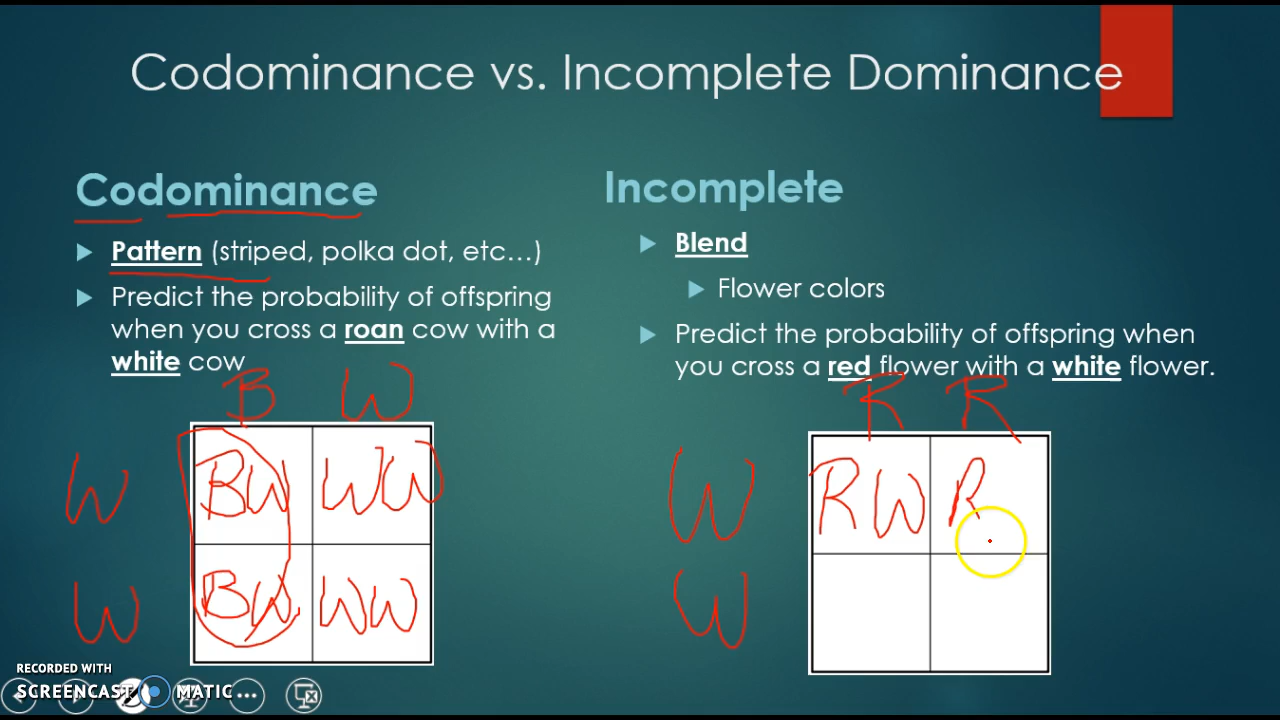 Codominance vs. Incomplete Dominance
Codominance
Pattern (striped, polka dot, etc…)
Predict the probability of offspring
when you cross a roan cow with a
white cow
B W
W BW WW
W BW WW
Incomplete
Blend
Flower colors
Predict the probability of offspring when
you cross a red flower with a white flower.
R R
W RW R
W
RECORDED WITH
SCREENCAST MATIC